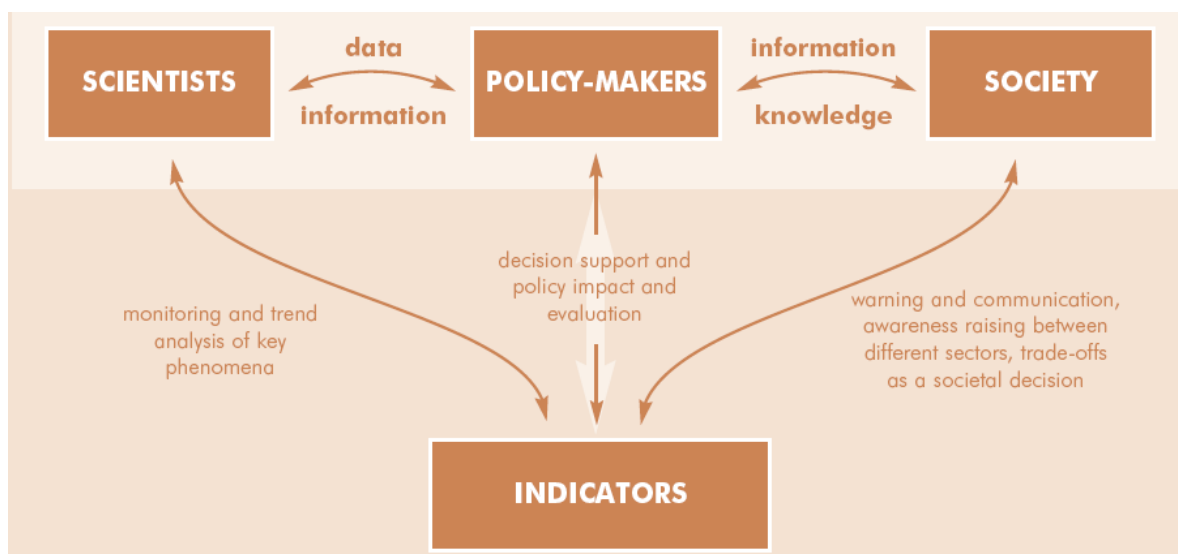 SCIENTISTS
data
information
POLICY-MAKERS
information
knowledge
SOCIETY
monitoring and trend
analysis of key
phenomena
decision support and
policy impact and
evaluation
warning and communication,
awareness raising between
different sectors, trade-offs
as a societal decision
INDICATORS